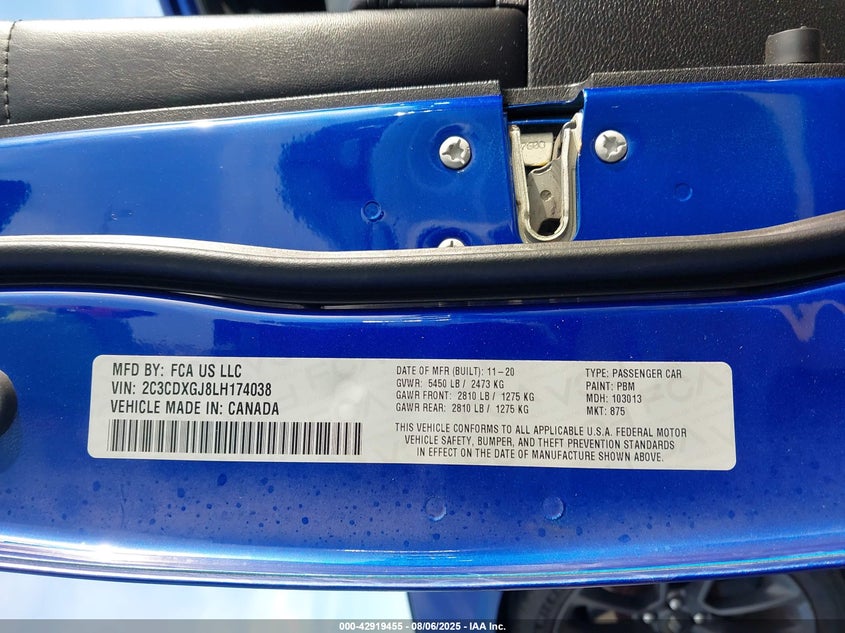 MFD BY: FCA US LLC
VIN: 2C3CDXGJ8LH174038
VEHICLE MADE IN: CANADA
DATE OF MFR (BUILT): 11-20
GVWR: 5450 LB / 2473 KG
GAWR FRONT: 2810 LB / 1275 KG
GAWR REAR: 2810 LB / 1275 KG
TYPE: PASSENGER CAR
PAINT: PBM
MDH: 103013
MKT: 875
THIS VEHICLE CONFORMS TO ALL APPLICABLE U.S.A. FEDERAL MOTOR
VEHICLE SAFETY, BUMPER, AND THEFT PREVENTION STANDARDS
IN EFFECT ON THE DATE OF MANUFACTURE SHOWN ABOVE.
000-42919455 - 08/06/2025 - IAA Inc.